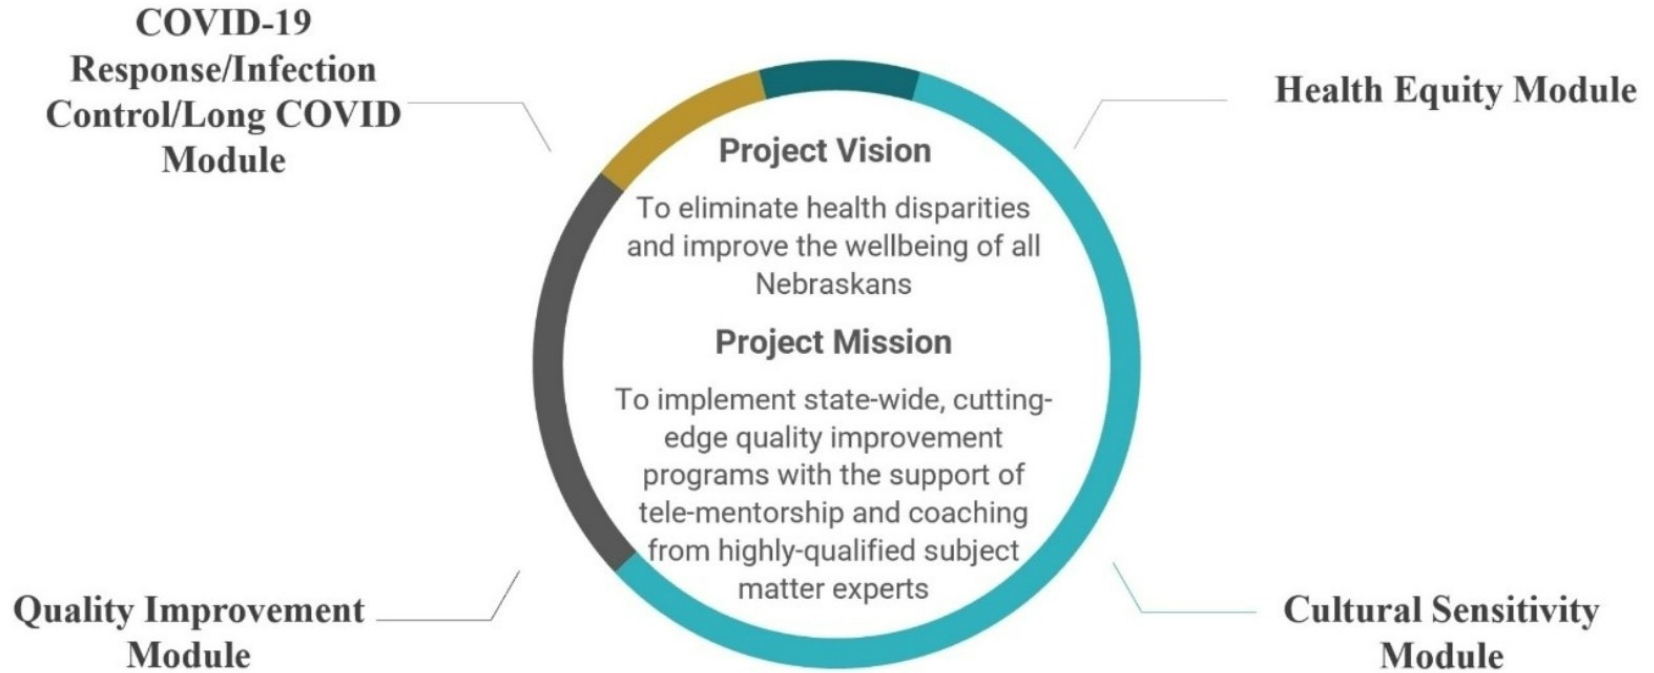 COVID-19
Response/Infection
Control/Long COVID
Module
Health Equity Module
Project Vision
To eliminate health disparities
and improve the wellbeing of all
Nebraskans
Project Mission
To implement state-wide, cutting-
edge quality improvement
programs with the support of
tele-mentorship and coaching
from highly-qualified subject
matter experts
Quality Improvement
Module
Cultural Sensitivity
Module